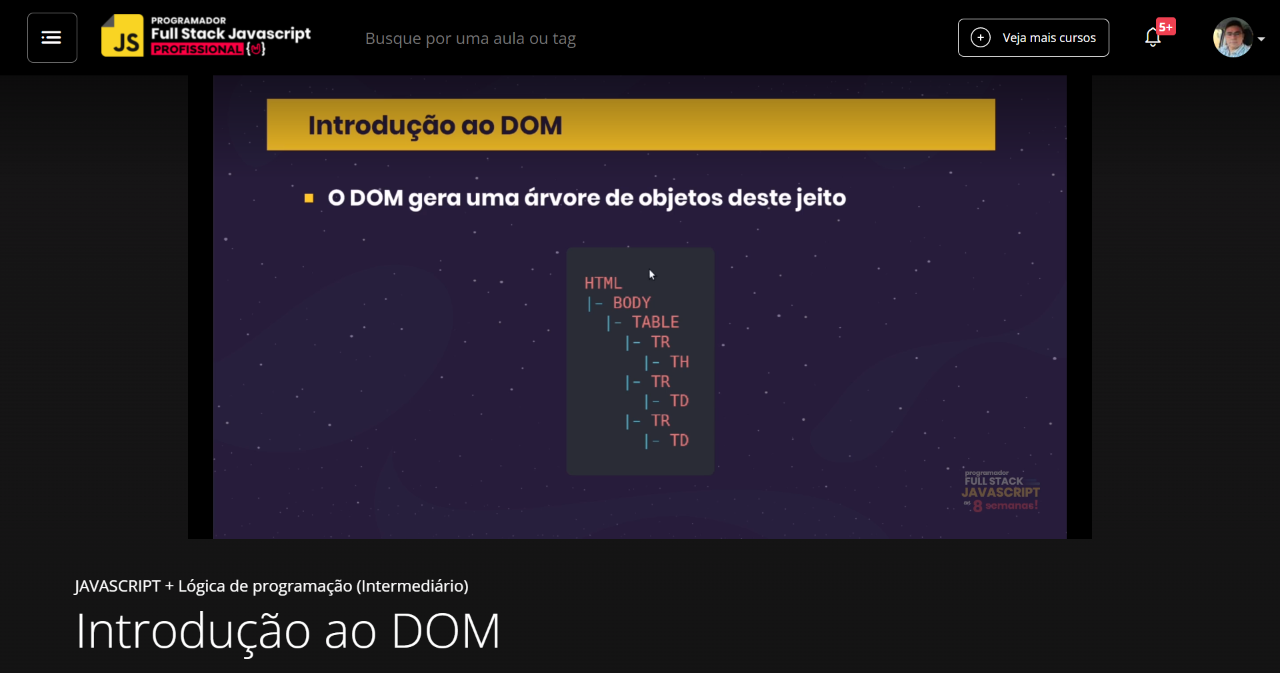 PROGRAMADOR
Full Stack Javascript
PROFISSIONAL { }
JS
Busque por uma aula ou tag
Veja mais cursos
5+
Introdução ao DOM
O DOM gera uma árvore de objetos deste jeito
HTML
|- BODY
|- TABLE
|- TR
|- TH
|- TR
|- TD
|- TR
|- TD
programador
FULL STACK
JAVASCRIPT
em 8 semanas!
JAVASCRIPT + Lógica de programação (Intermediário)
Introdução ao DOM